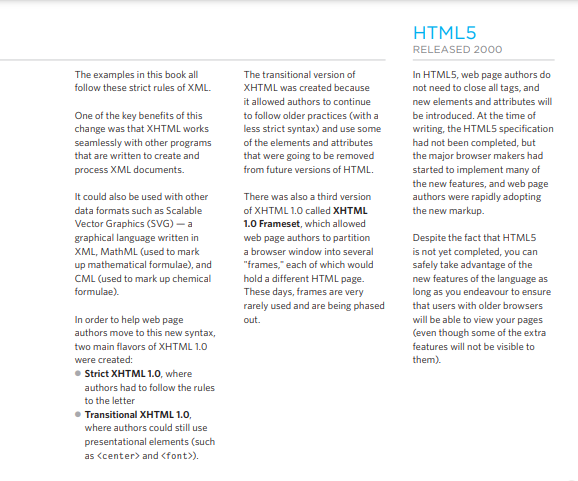 The examples in this book all
follow these strict rules of XML.
One of the key benefits of this
change was that XHTML works
seamlessly with other programs
that are written to create and
process XML documents.
It could also be used with other
data formats such as Scalable
Vector Graphics (SVG) — a
graphical language written in
XML, MathML (used to mark
up mathematical formulae), and
CML (used to mark up chemical
formulae).
In order to help web page
authors move to this new syntax,
two main flavors of XHTML 1.0
were created:
● Strict XHTML 1.0, where
authors had to follow the rules
to the letter
● Transitional XHTML 1.0,
where authors could still use
presentational elements (such
as <center> and <font>).
The transitional version of
XHTML was created because
it allowed authors to continue
to follow older practices (with a
less strict syntax) and use some
of the elements and attributes
that were going to be removed
from future versions of HTML.
There was also a third version
of XHTML 1.0 called XHTML
1.0 Frameset, which allowed
web page authors to partition
a browser window into several
"frames," each of which would
hold a different HTML page.
These days, frames are very
rarely used and are being phased
out.
HTML5
RELEASED 2000
In HTML5, web page authors do
not need to close all tags, and
new elements and attributes will
be introduced. At the time of
writing, the HTML5 specification
had not been completed, but
the major browser makers had
started to implement many of
the new features, and web page
authors were rapidly adopting
the new markup.
Despite the fact that HTML5
is not yet completed, you can
safely take advantage of the
new features of the language as
long as you endeavour to ensure
that users with older browsers
will be able to view your pages
(even though some of the extra
features will not be visible to
them).